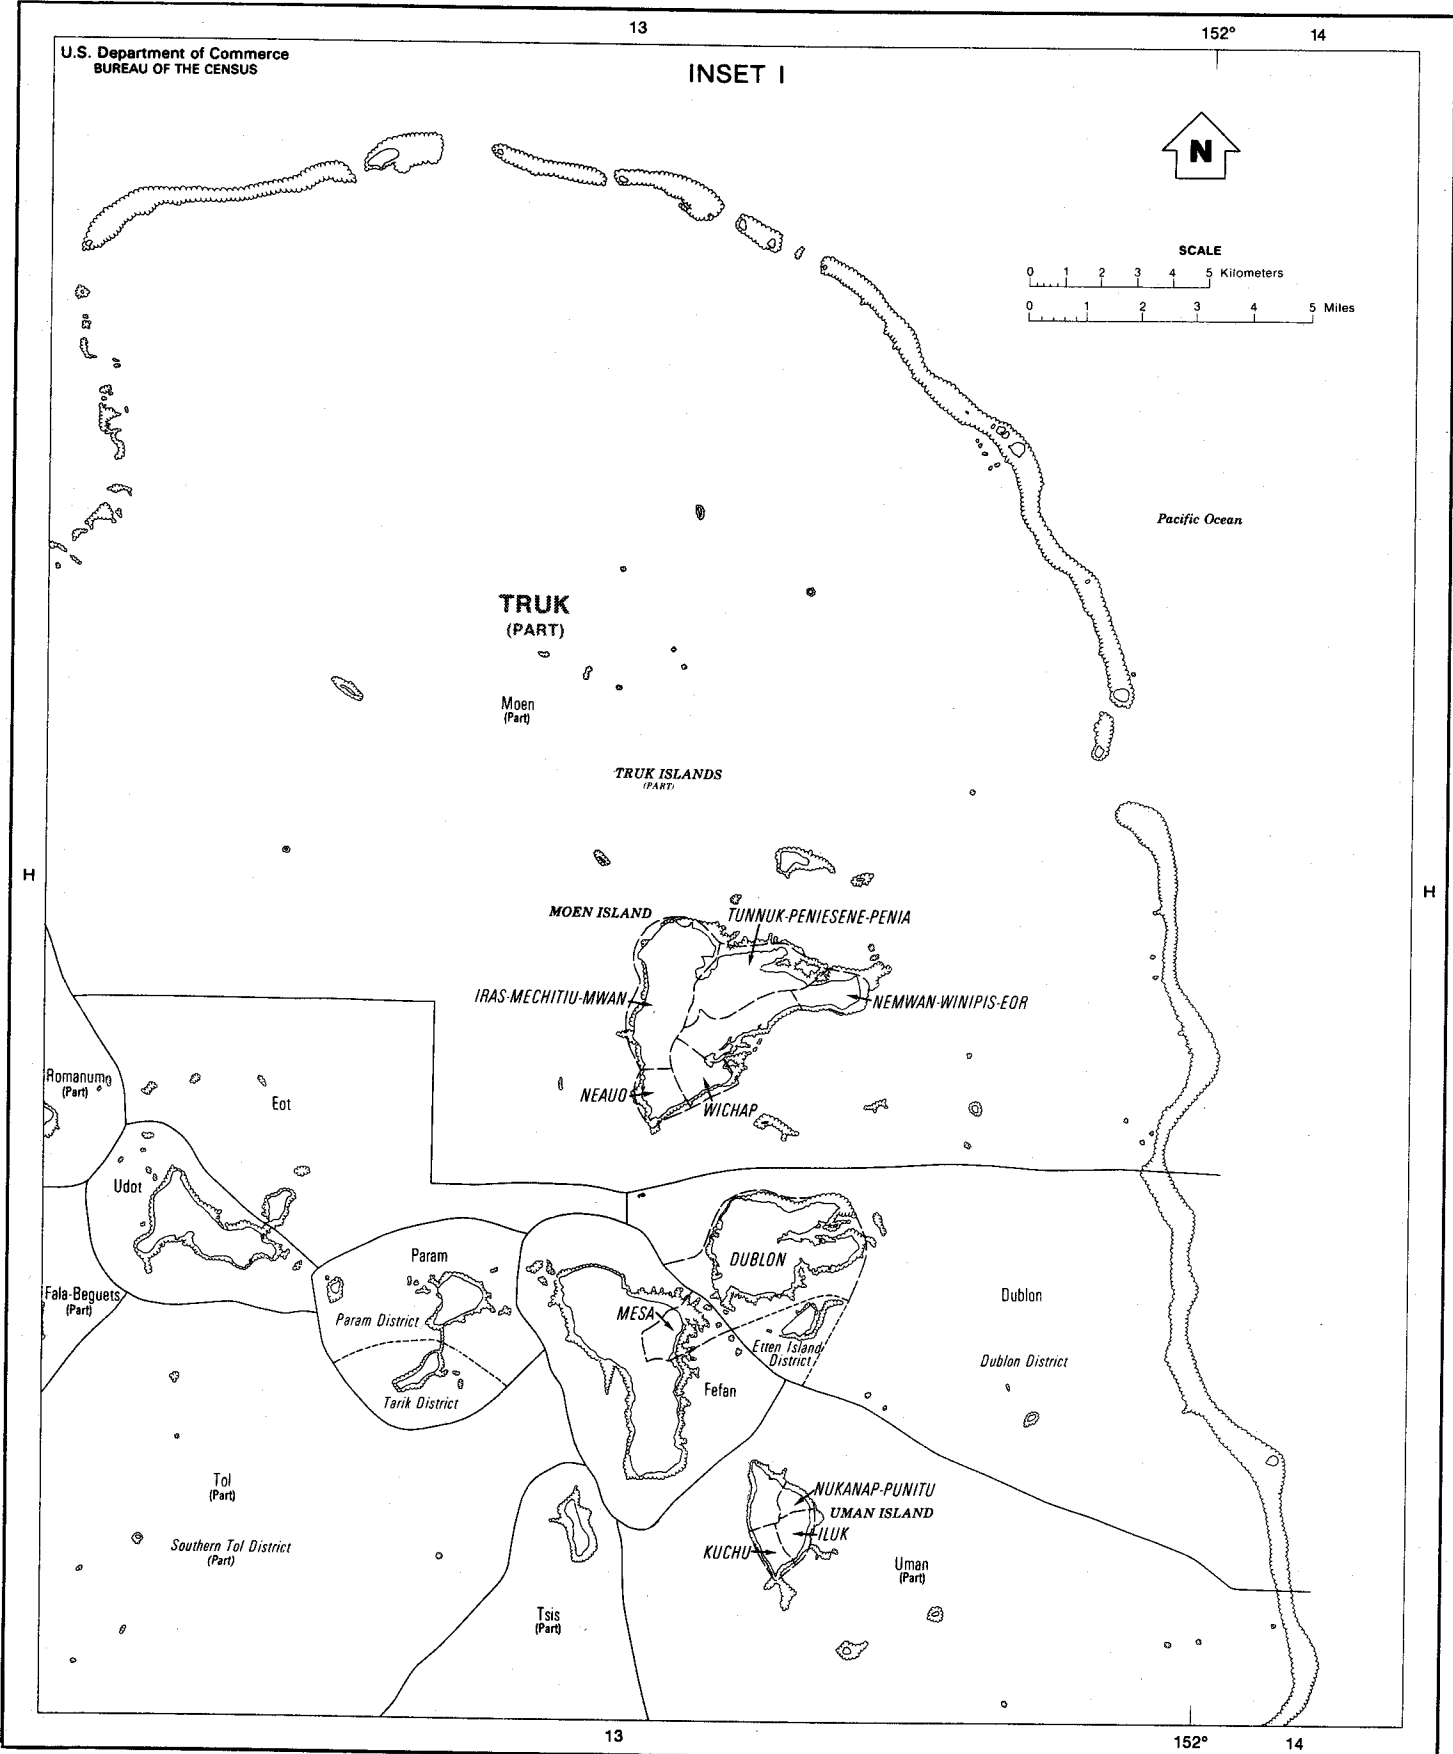 13
152°
14
U.S. Department of Commerce
BUREAU OF THE CENSUS
INSET I
N
SCALE
0 1 2 3 4 5 Kilometers
0 1 2 3 4 5 Miles
Pacific Ocean
TRUK
(PART)
Moen
(Part)
TRUK ISLANDS
(PART)
H
H
MOEN ISLAND
TUNNUK-PENIESENE-PENIA
IRAS-MECHITIU-MWAN
NEMWAN-WINIPIS-EOR
Romanum
(Part)
Eot
NEAUO
WICHAP
Udot
Param
DUBLON
Fala-Beguets
(Part)
Param District
MESA
Dublon
Etten Island
District
Dublon District
Tarik District
Fefan
Tol
(Part)
NUKANAP-PUNITU
UMAN ISLAND
ILUK
KUCHU
Southern Tol District
(Part)
Uman
(Part)
Tsis
(Part)
13
152°
14